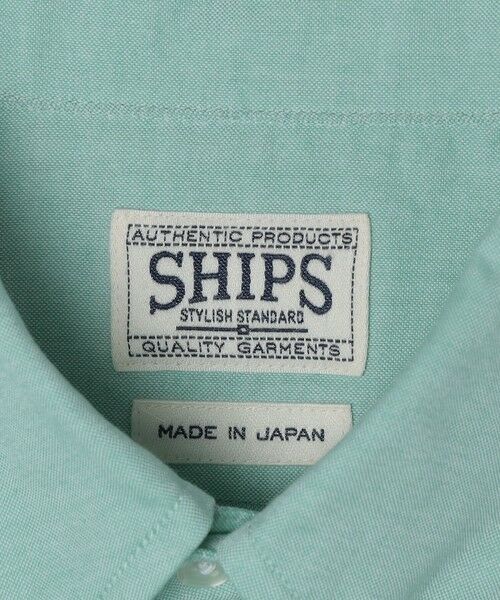 AUTHENTIC PRODUCTS
SHIPS
STYLISH STANDARD
QUALITY GARMENTS
MADE IN JAPAN